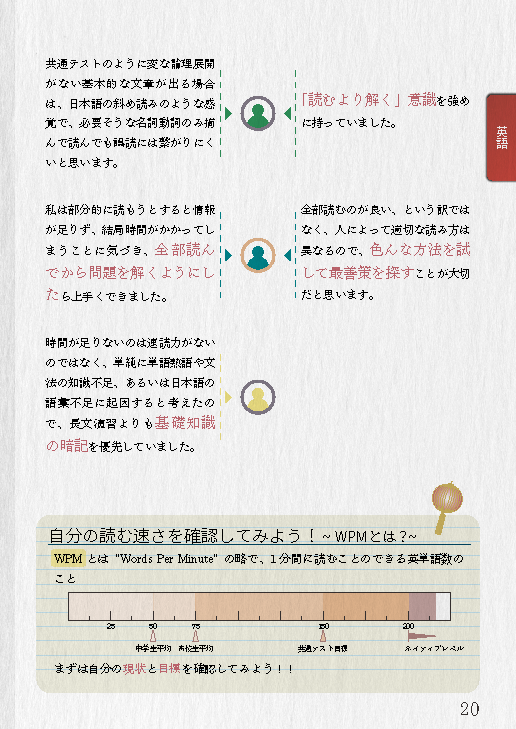 共通テストのように変な論理展開
がない基本的な文章が出る場合
は、日本語の斜め読みのような感
覚で、必要そうな名詞動詞のみ摘
んで読んでも誤読には繋がりにく
いと思います。
「読むより解く」意識を強め
に持っていました。
英語
私は部分的に読もうとすると情報
が足りず、結局時間がかかってし
まうことに気づき、全部読ん
でから問題を解くようにし
たら上手くできました。
全部読むのが良い、という訳では
なく、人によって適切な読み方は
異なるので、色んな方法を試
して最善策を探すことが大切
だと思います。
時間が足りないのは速読力がない
のではなく、単純に単語熟語や文
法の知識不足、あるいは日本語の
語彙不足に起因すると考えたの
で、長文演習よりも基礎知識
の暗記を優先していました。
自分の読む速さを確認してみよう！~ WPMとは？~
WPM とは "Words Per Minute" の略で、1分間に読むことのできる英単語数の
こと
25 50 75 150 200
中学生平均 高校生平均 共通テスト目標 ネイティブレベル
まずは自分の現状と目標を確認してみよう！！
20